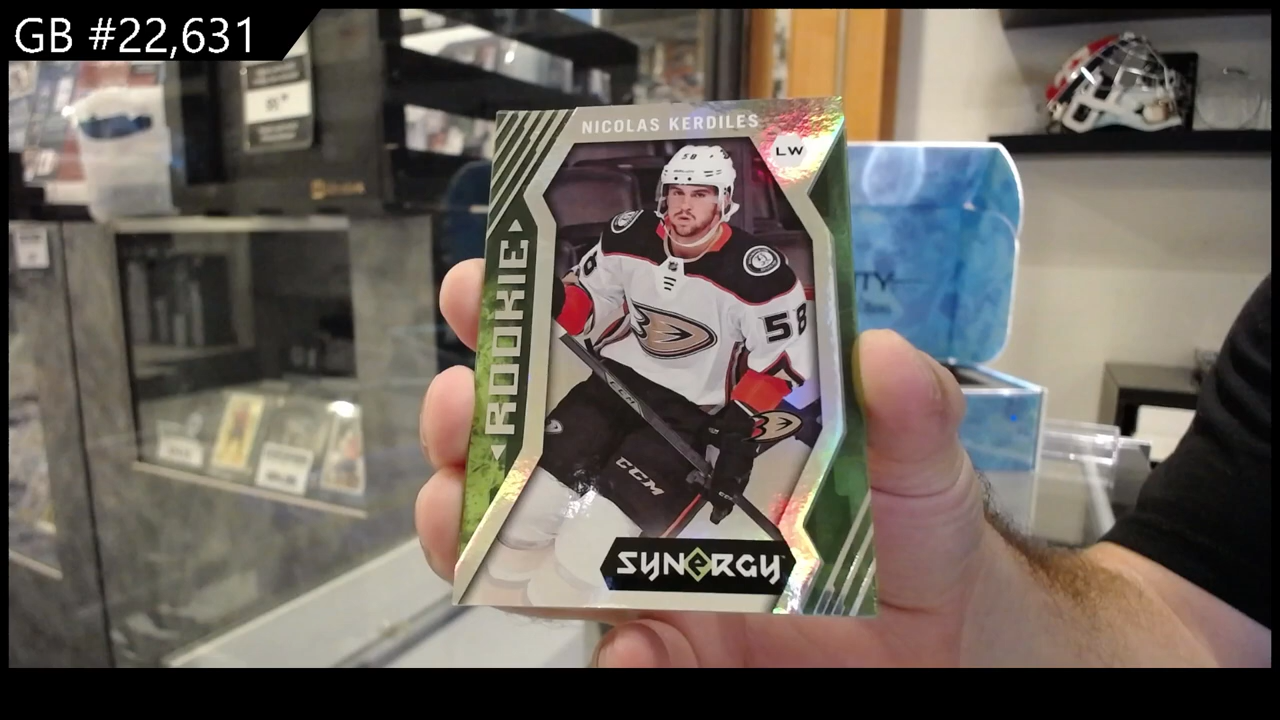 GB #22,631
NICOLAS KERDILES
LW
58
ROOKIE
58
CCM
SYNERGY